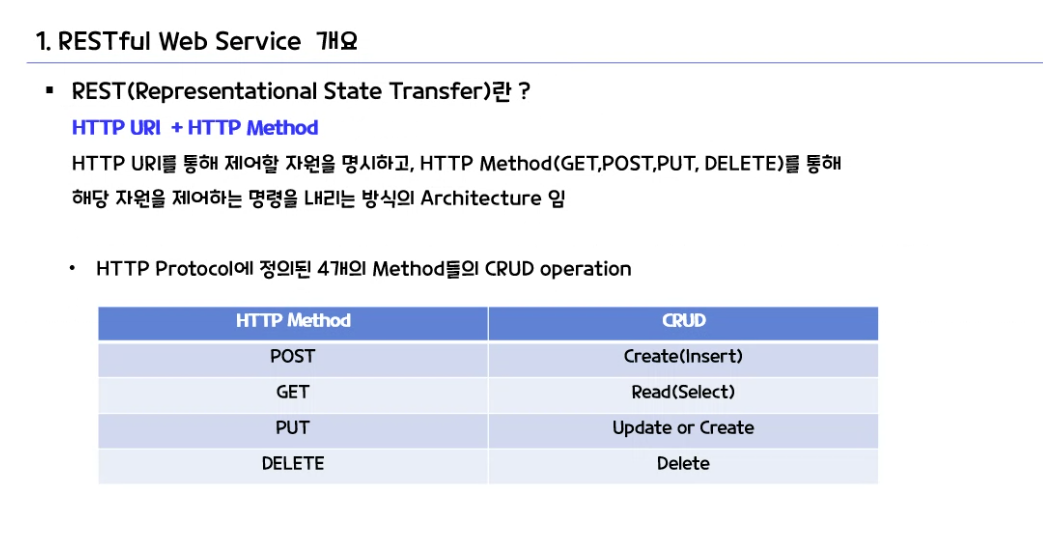 1. RESTful Web Service 개요
▪ REST(Representational State Transfer)란 ?
HTTP URI + HTTP Method
HTTP URI를 통해 제어할 자원을 명시하고, HTTP Method(GET,POST,PUT, DELETE)를 통해
해당 자원을 제어하는 명령을 내리는 방식의 Architecture 임
• HTTP Protocol에 정의된 4개의 Method들의 CRUD operation
HTTP Method CRUD
POST Create(Insert)
GET Read(Select)
PUT Update or Create
DELETE Delete